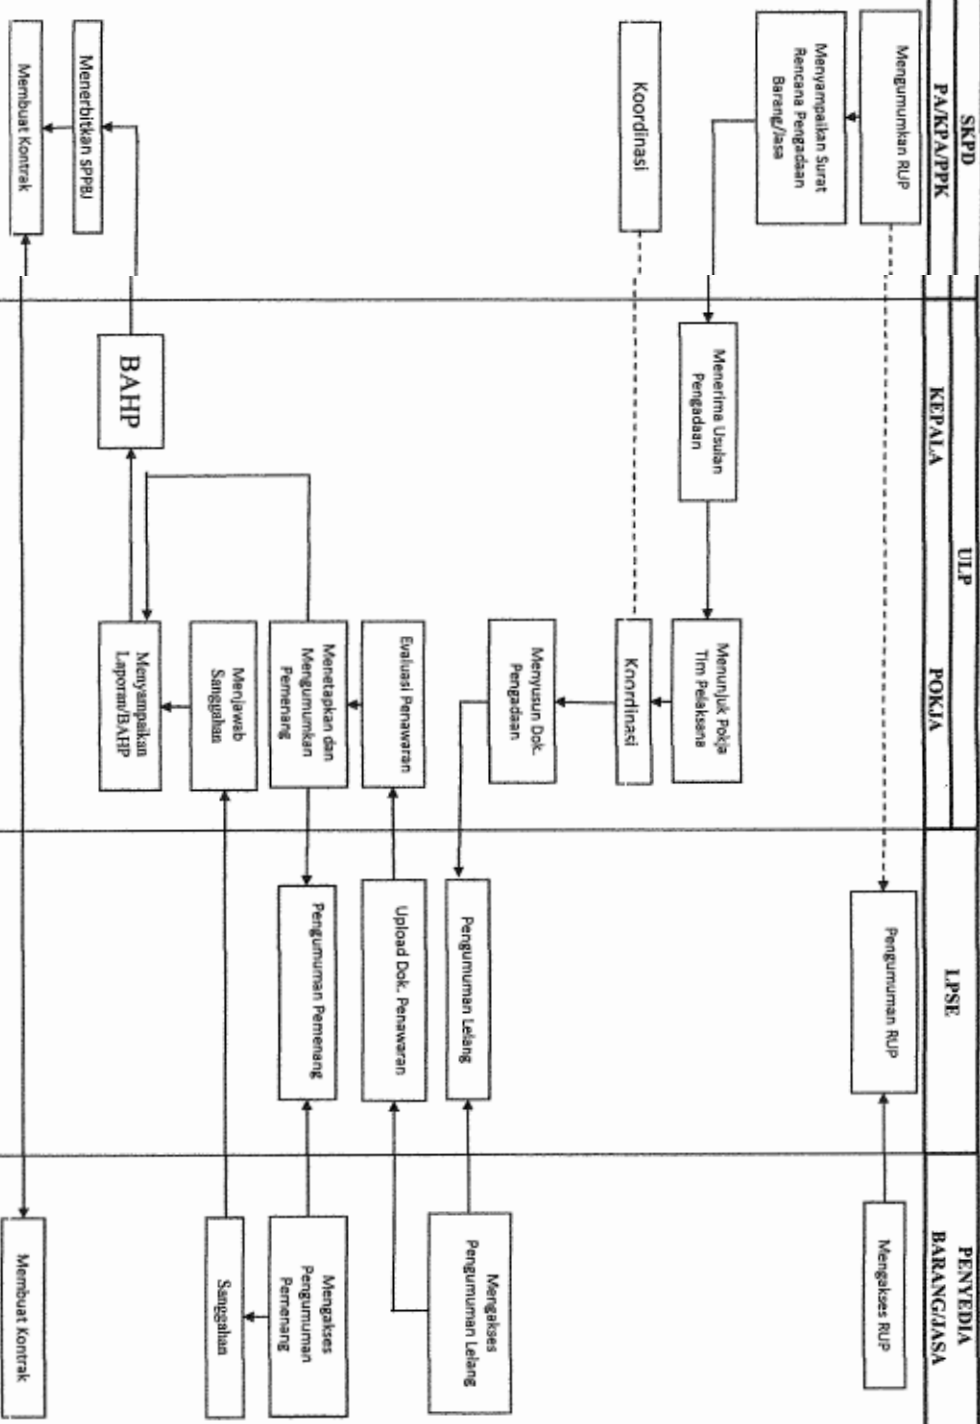 SKPD
PA/KPA/PPK
ULP
KEPALA
POKJA
LPSE
PENYEDIA
BARANG/JASA
Mengumumkan RUP
Pengumuman RUP
Mengakses RUP
Menyampaikan Surat
Rencana Pengadaan
Barang/Jasa
Menerima Usulan
Pengadaan
Menunjuk Pokja
Tim Pelaksana
Koordinasi
Koordinasi
Menyusun Dok.
Pengadaan
Pengumuman Lelang
Mengakses
Pengumuman Lelang
Evaluasi Penawaran
Upload Dok. Penawaran
Menetapkan dan
Mengumumkan
Pemenang
Pengumuman Pemenang
Mengakses
Pengumuman
Pemenang
Menjawab
Sanggahan
Sanggahan
BAHP
Menyampaikan
Laporan/BAHP
Menerbitkan SPPBJ
Membuat Kontrak
Membuat Kontrak